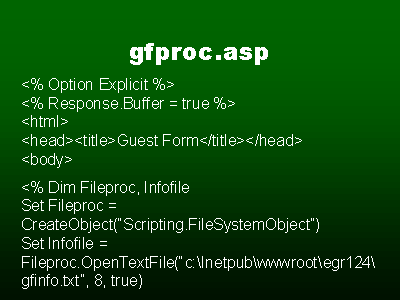 gfproc.asp
<% Option Explicit %>
<% Response.Buffer = true %>
<html>
<head><title>Guest Form</title></head>
<body>
<% Dim Fileproc, Infofile
Set Fileproc =
CreateObject("Scripting.FileSystemObject")
Set Infofile =
Fileproc.OpenTextFile("c:\Inetpub\wwwroot\egr124\
gfinfo.txt", 8, true)